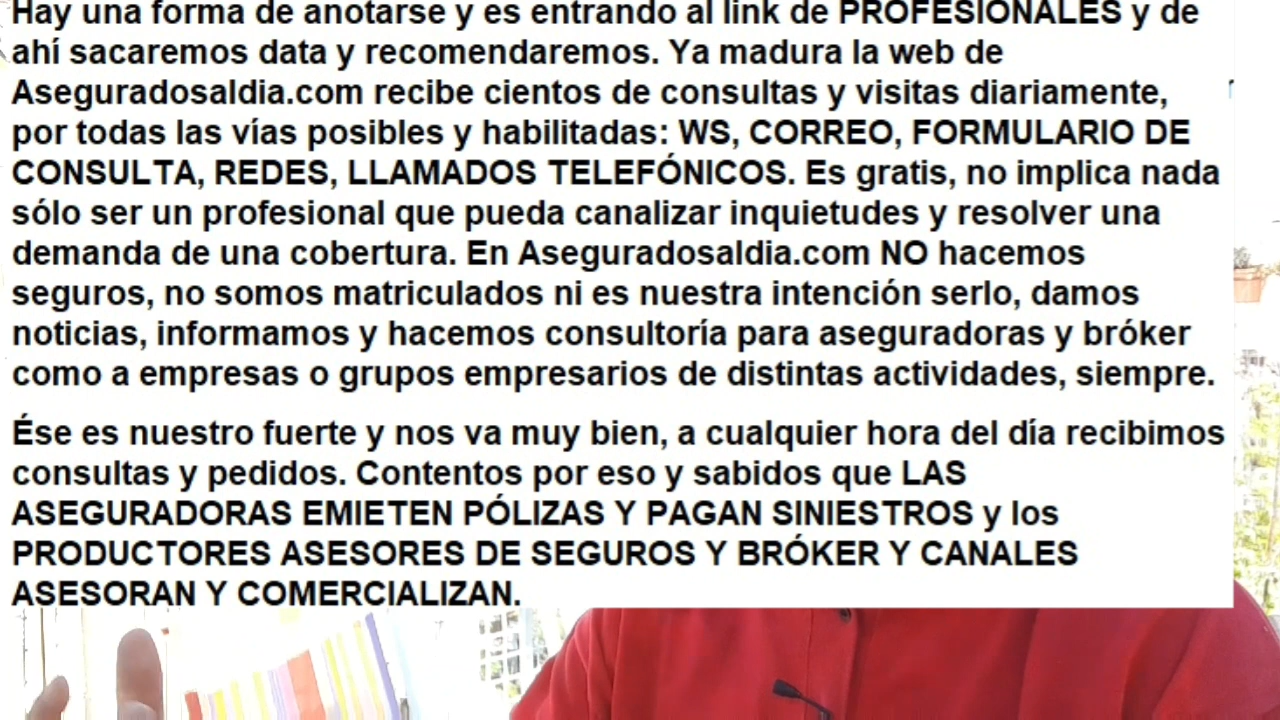 Hay una forma de anotarse y es entrando al link de PROFESIONALES y de
ahí sacaremos data y recomendaremos. Ya madura la web de
Aseguradosaldia.com recibe cientos de consultas y visitas diariamente,
por todas las vías posibles y habilitadas: WS, CORREO, FORMULARIO DE
CONSULTA, REDES, LLAMADOS TELEFÓNICOS. Es gratis, no implica nada
sólo ser un profesional que pueda canalizar inquietudes y resolver una
demanda de una cobertura. En Aseguradosaldia.com NO hacemos
seguros, no somos matriculados ni es nuestra intención serlo, damos
noticias, informamos y hacemos consultoría para aseguradoras y bróker
como a empresas o grupos empresarios de distintas actividades, siempre.
Ése es nuestro fuerte y nos va muy bien, a cualquier hora del día recibimos
consultas y pedidos. Contentos por eso y sabidos que LAS
ASEGURADORAS EMIETEN PÓLIZAS Y PAGAN SINIESTROS y los
PRODUCTORES ASESORES DE SEGUROS Y BRÓKER Y CANALES
ASESORAN Y COMERCIALIZAN.